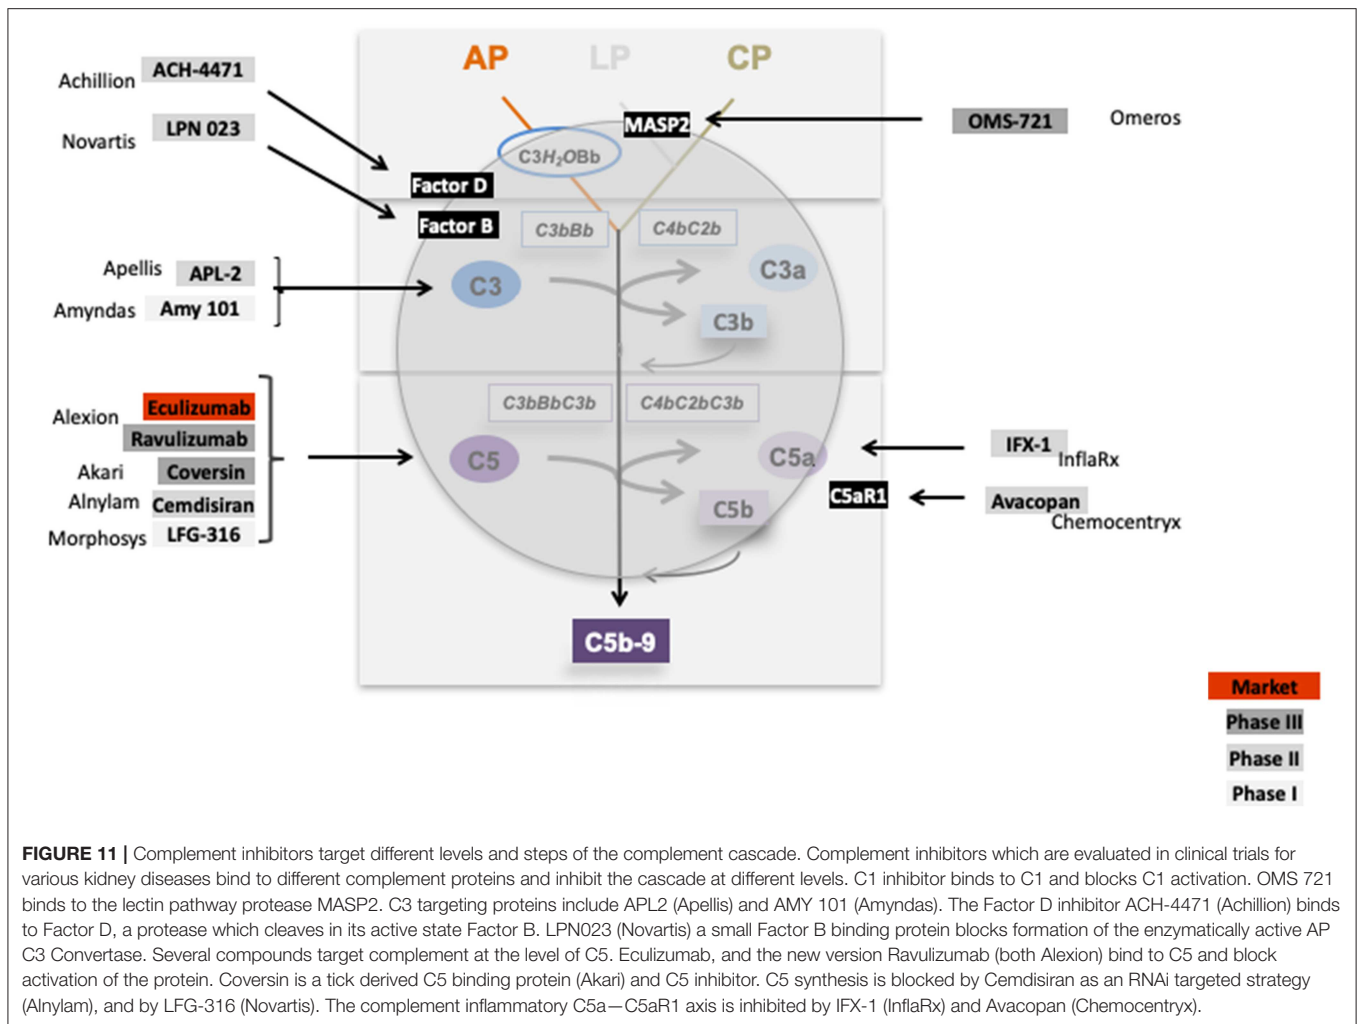 AP
LP
CP
Achillion
ACH-4471
Novartis
LPN 023
MASP2
OMS-721
Omeros
C3H₂OBb
Factor D
Factor B
C3bBb
C4bC2b
Apellis
APL-2
Amyndas
Amy 101
C3
C3a
C3b
Alexion
Eculizumab
Ravulizumab
Akari
Coversin
Alnylam
Cemdisiran
Morphosys
LFG-316
C3bBbC3b
C4bC2bC3b
C5
C5a
C5b
C5aR1
IFX-1
InflaRx
Avacopan
Chemocentryx
C5b-9
Market
Phase III
Phase II
Phase I
FIGURE 11 | Complement inhibitors target different levels and steps of the complement cascade. Complement inhibitors which are evaluated in clinical trials for
various kidney diseases bind to different complement proteins and inhibit the cascade at different levels. C1 inhibitor binds to C1 and blocks C1 activation. OMS 721
binds to the lectin pathway protease MASP2. C3 targeting proteins include APL2 (Apellis) and AMY 101 (Amyndas). The Factor D inhibitor ACH-4471 (Achillion) binds
to Factor D, a protease which cleaves in its active state Factor B. LPN023 (Novartis) a small Factor B binding protein blocks formation of the enzymatically active AP
C3 Convertase. Several compounds target complement at the level of C5. Eculizumab, and the new version Ravulizumab (both Alexion) bind to C5 and block
activation of the protein. Coversin is a tick derived C5 binding protein (Akari) and C5 inhibitor. C5 synthesis is blocked by Cemdisiran as an RNAi targeted strategy
(Alnylam), and by LFG-316 (Novartis). The complement inflammatory C5a—C5aR1 axis is inhibited by IFX-1 (InflaRx) and Avacopan (Chemocentryx).